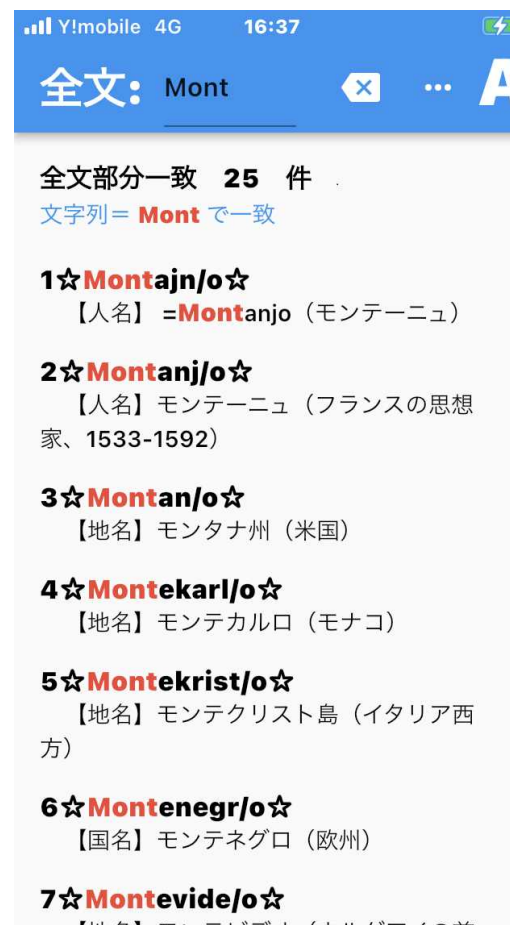 Y!mobile 4G 16:37
全文: Mont
全文部分一致 25 件
文字列= Mont で一致
1☆Montajn/o☆
【人名】=Montanjo（モンテーニュ）
2☆Montanj/o☆
【人名】モンテーニュ（フランスの思想
家、1533-1592）
3☆Montan/o☆
【地名】モンタナ州（米国）
4☆Montekarl/o☆
【地名】モンテカルロ（モナコ）
5☆Montekrist/o☆
【地名】モンテクリスト島（イタリア西
方）
6☆Montenegr/o☆
【国名】モンテネグロ（欧州）
7☆Montevide/o☆